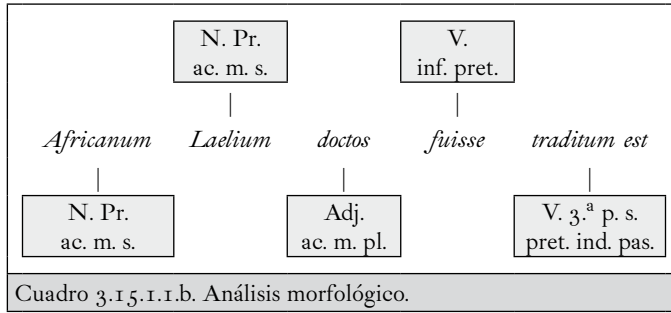 N. Pr. V.
ac. m. s. inf. pret.
| |
Africanum Laelium doctos fuisse traditum est
| | |
N. Pr. Adj. V. 3.ª p. s.
ac. m. s. ac. m. pl. pret. ind. pas.
Cuadro 3.15.1.1.b. Análisis morfológico.